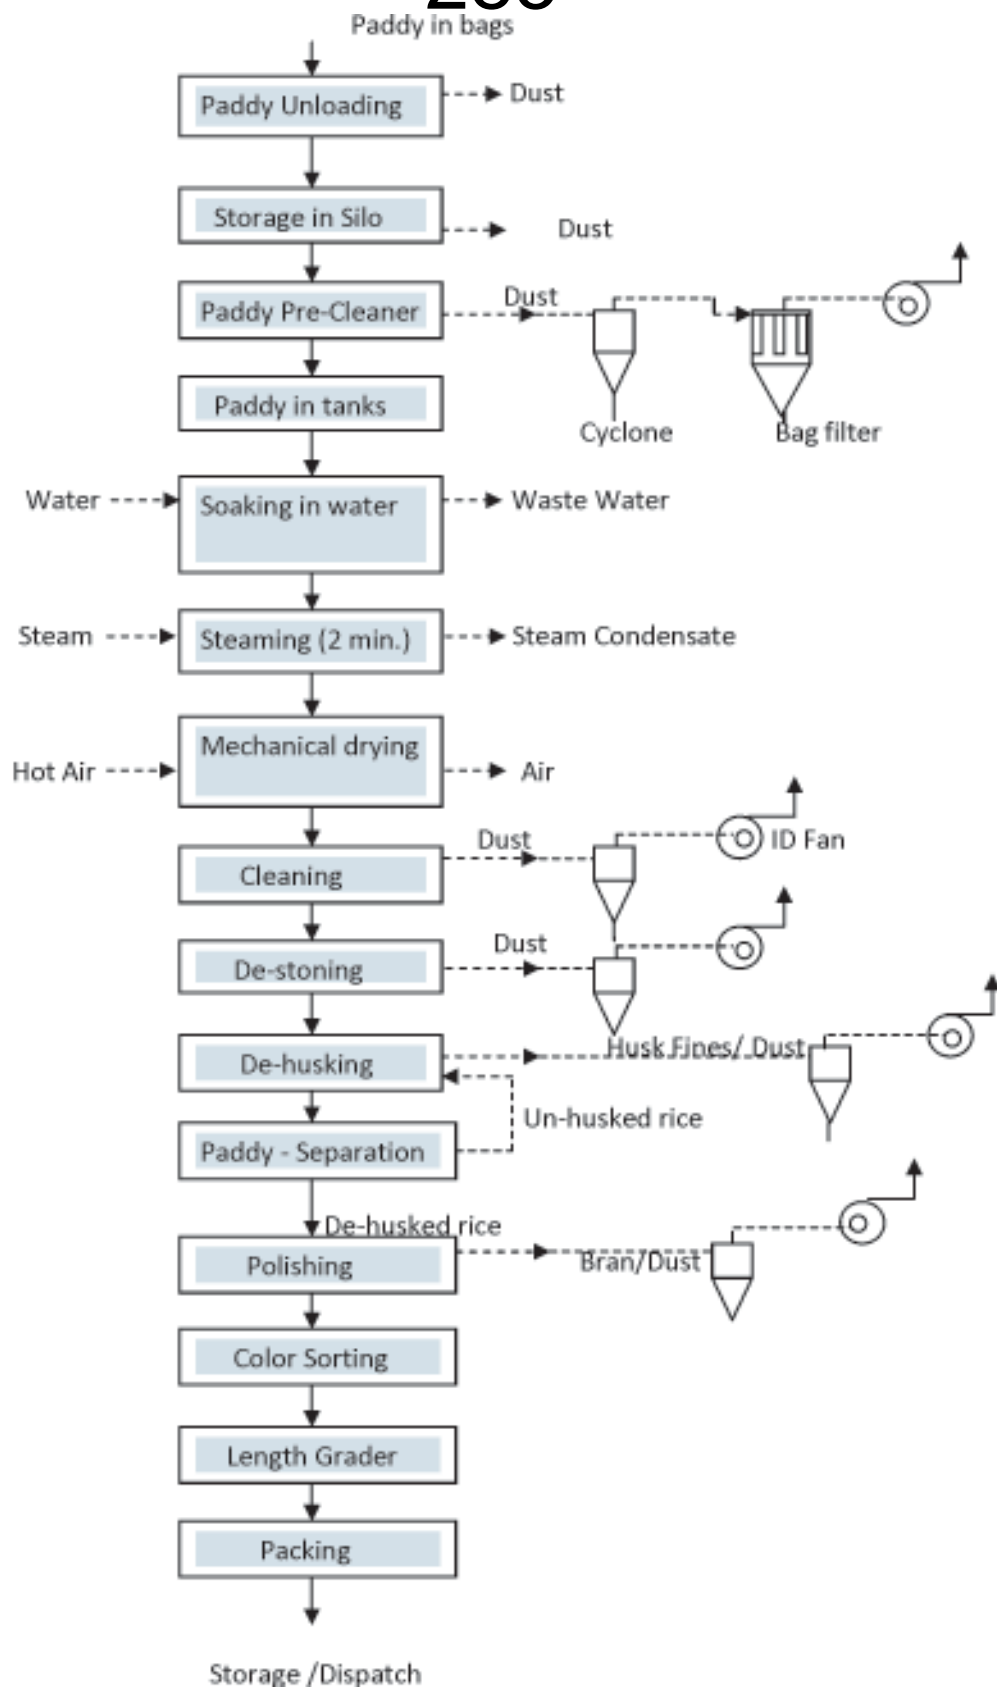 Paddy in bags
Paddy Unloading
Dust
Storage in Silo
Dust
Paddy Pre-Cleaner
Dust
Cyclone
Bag filter
Paddy in tanks
Water
Soaking in water
Waste Water
Steam
Steaming (2 min.)
Steam Condensate
Hot Air
Mechanical drying
Air
Cleaning
Dust
ID Fan
De-stoning
Dust
De-husking
Husk Fines/ Dust
Un-husked rice
Paddy - Separation
De-husked rice
Polishing
Bran/Dust
Color Sorting
Length Grader
Packing
Storage /Dispatch